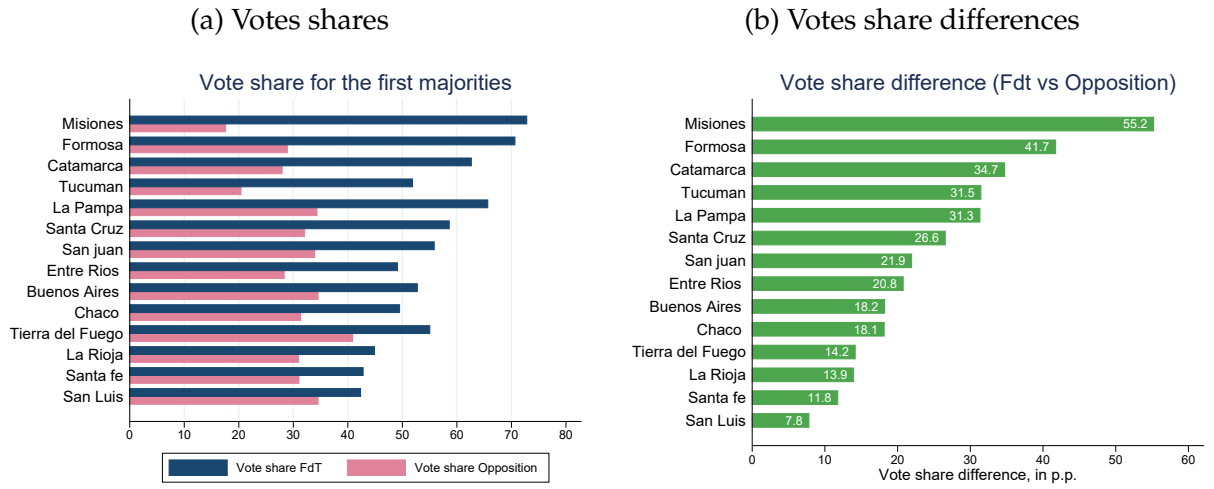 (a) Votes shares
Vote share for the first majorities
Misiones
Formosa
Catamarca
Tucuman
La Pampa
Santa Cruz
San juan
Entre Rios
Buenos Aires
Chaco
Tierra del Fuego
La Rioja
Santa fe
San Luis
0 10 20 30 40 50 60 70 80
Vote share FdT Vote share Opposition
(b) Votes share differences
Vote share difference (Fdt vs Opposition)
Misiones 55.2
Formosa 41.7
Catamarca 34.7
Tucuman 31.5
La Pampa 31.3
Santa Cruz 26.6
San juan 21.9
Entre Rios 20.8
Buenos Aires 18.2
Chaco 18.1
Tierra del Fuego 14.2
La Rioja 13.9
Santa fe 11.8
San Luis 7.8
0 10 20 30 40 50 60
Vote share difference, in p.p.